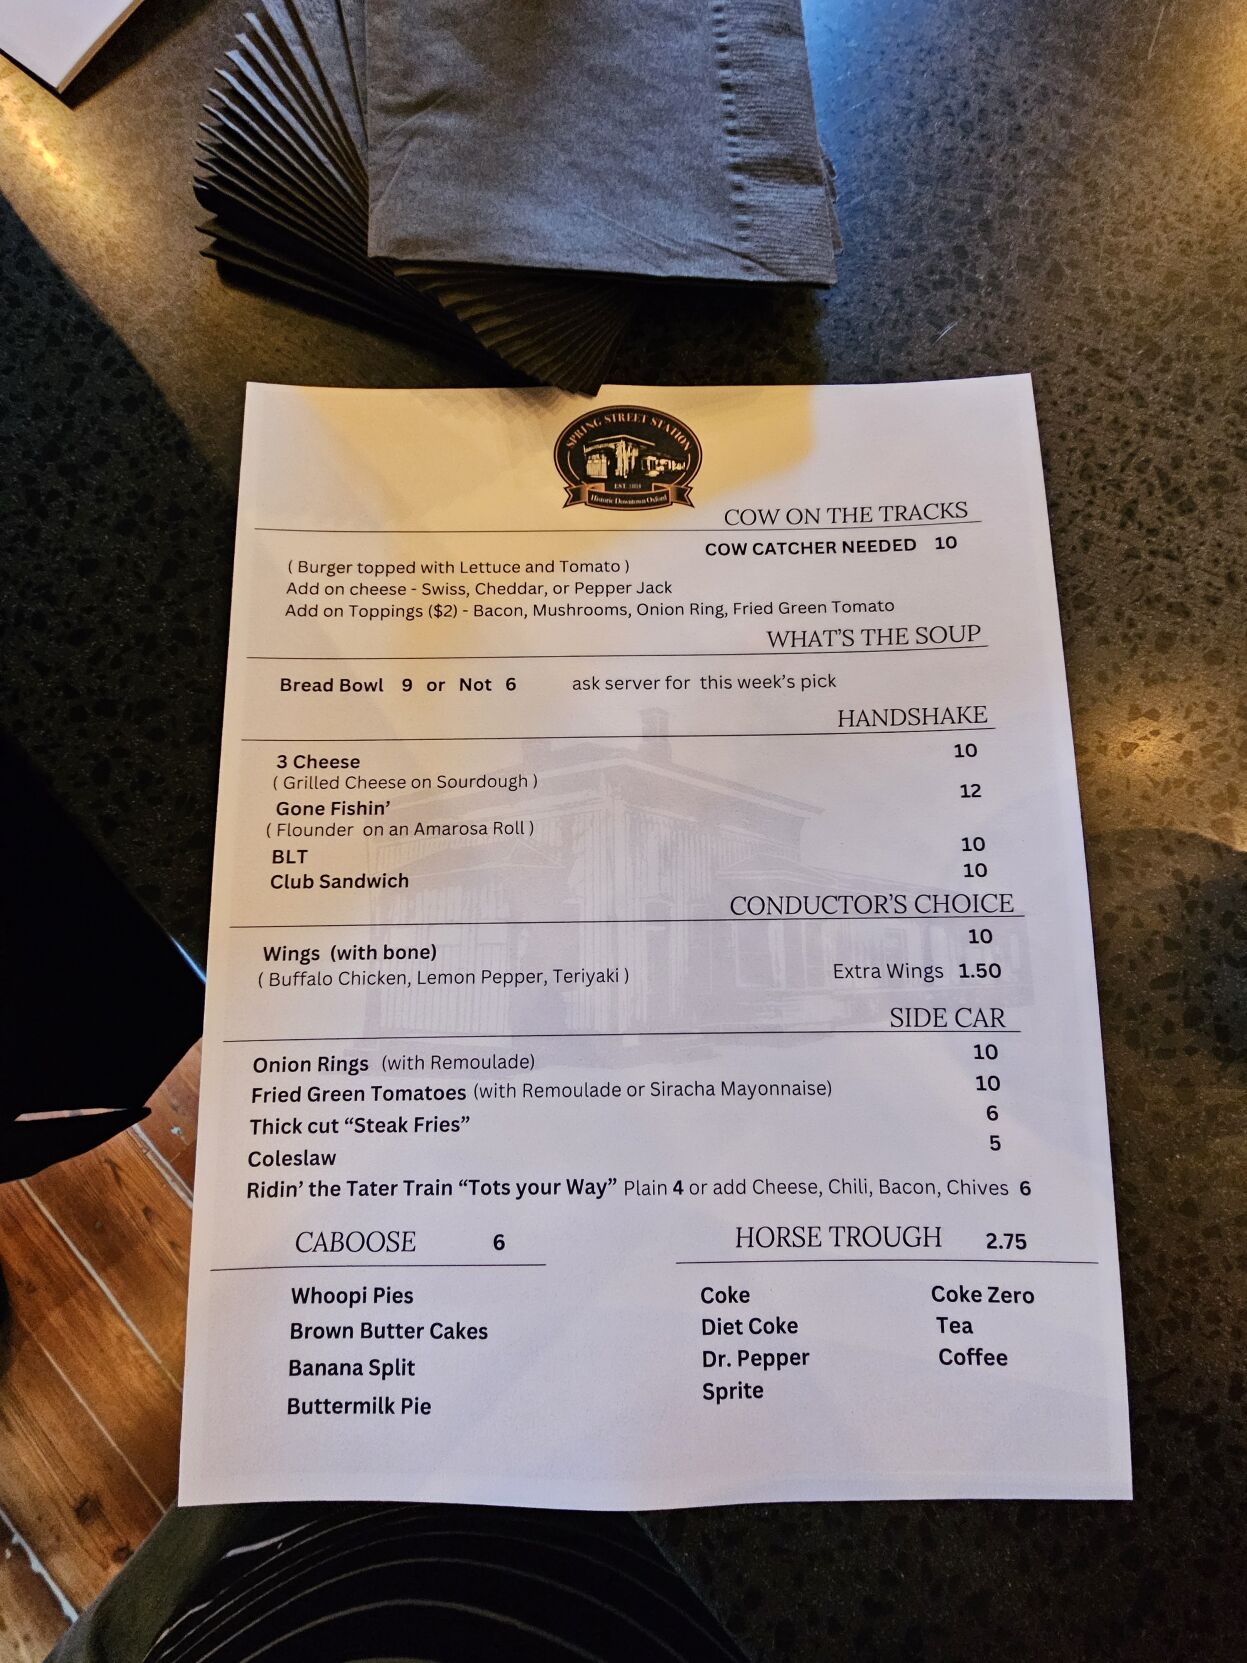 SPRING STREET STATION
Historic Downtown Oxford
COW ON THE TRACKS
COW CATCHER NEEDED 10
( Burger topped with Lettuce and Tomato )
Add on cheese - Swiss, Cheddar, or Pepper Jack
Add on Toppings ($2) - Bacon, Mushrooms, Onion Ring, Fried Green Tomato
WHAT'S THE SOUP
Bread Bowl 9 or Not 6 ask server for this week's pick
HANDSHAKE
3 Cheese 10
( Grilled Cheese on Sourdough )
Gone Fishin' 12
( Flounder on an Amarosa Roll )
BLT 10
Club Sandwich 10
CONDUCTOR'S CHOICE
Wings (with bone) 10
( Buffalo Chicken, Lemon Pepper, Teriyaki ) Extra Wings 1.50
SIDE CAR
Onion Rings (with Remoulade) 10
Fried Green Tomatoes (with Remoulade or Siracha Mayonnaise) 10
Thick cut “Steak Fries” 6
Coleslaw 5
Ridin' the Tater Train “Tots your Way” Plain 4 or add Cheese, Chili, Bacon, Chives 6
CABOOSE 6
Whoopi Pies
Brown Butter Cakes
Banana Split
Buttermilk Pie
HORSE TROUGH 2.75
Coke
Diet Coke
Dr. Pepper
Sprite
Coke Zero
Tea
Coffee